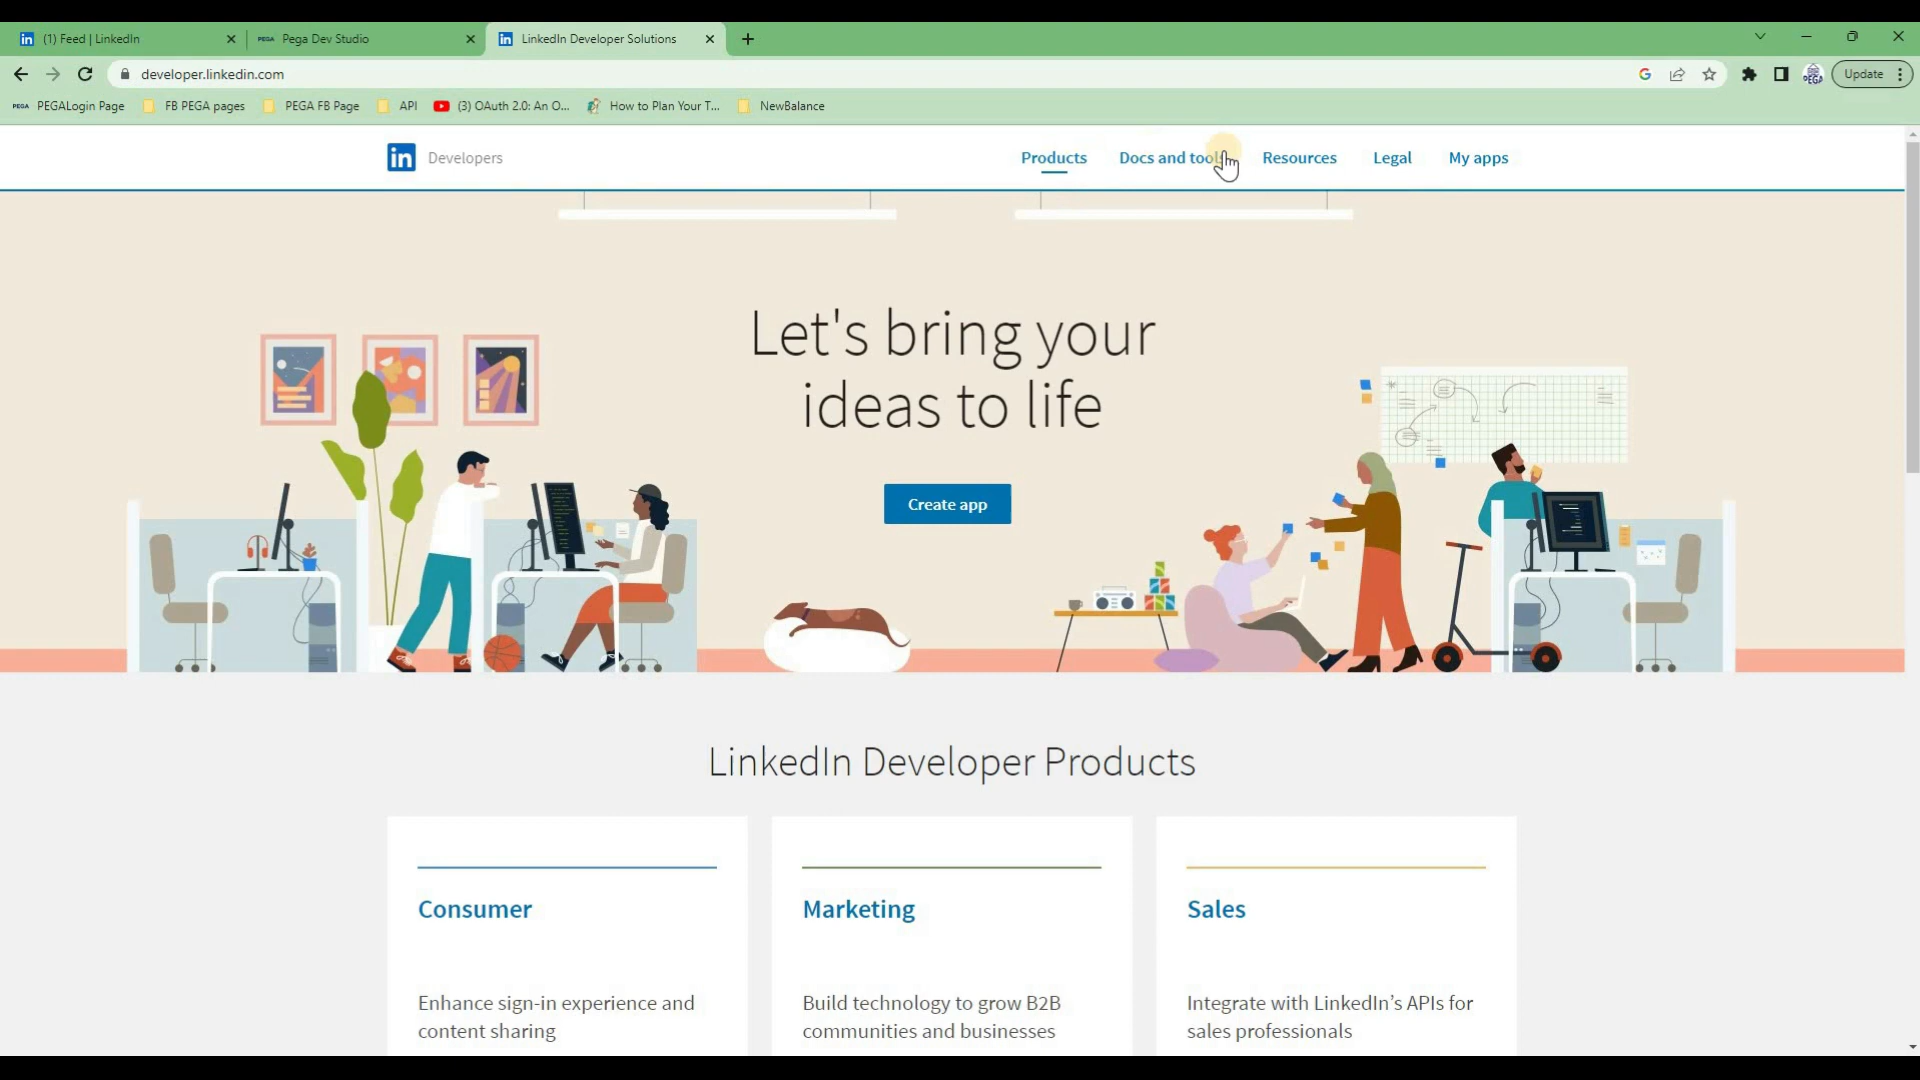 (1) Feed | LinkedIn
PEGA Pega Dev Studio
LinkedIn Developer Solutions
developer.linkedin.com
Update
PEGA PEGALogin Page
FB PEGA pages
PEGA FB Page
API
(3) OAuth 2.0: An O...
How to Plan Your T...
NewBalance
in Developers
Products
Docs and tools
Resources
Legal
My apps
Let's bring your
ideas to life
Create app
LinkedIn Developer Products
Consumer
Enhance sign-in experience and
content sharing
Marketing
Build technology to grow B2B
communities and businesses
Sales
Integrate with LinkedIn's APIs for
sales professionals